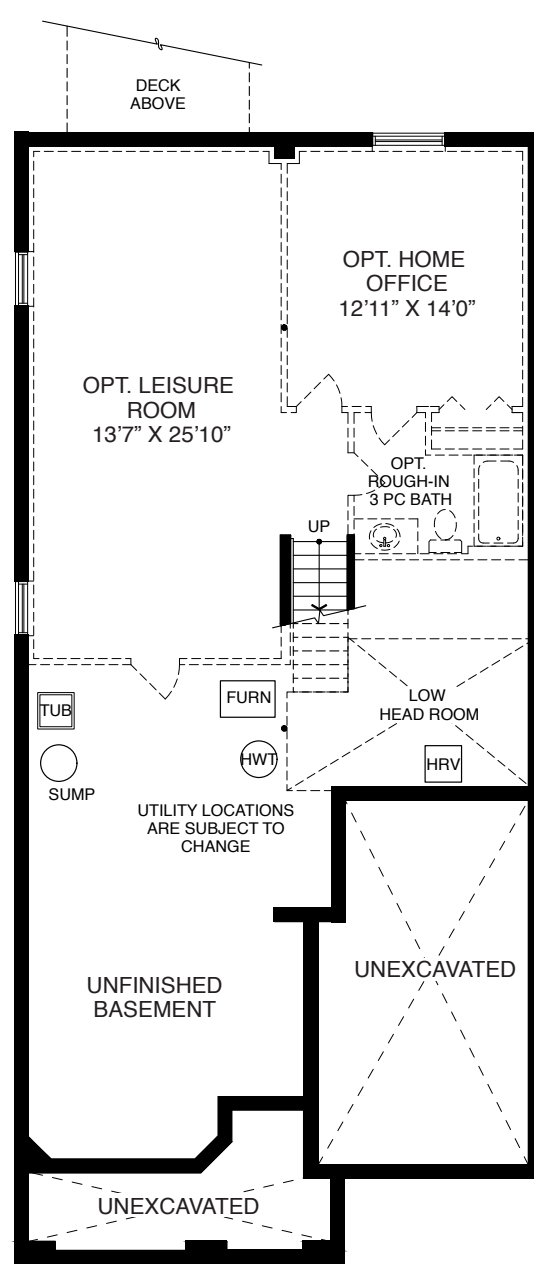 DECK
ABOVE
OPT. HOME
OFFICE
12'11" X 14'0"
OPT. LEISURE
ROOM
13'7" X 25'10"
OPT.
ROUGH-IN
3 PC BATH
UP
TUB
FURN
LOW
HEAD ROOM
HWT
HRV
SUMP
UTILITY LOCATIONS
ARE SUBJECT TO
CHANGE
UNEXCAVATED
UNFINISHED
BASEMENT
UNEXCAVATED